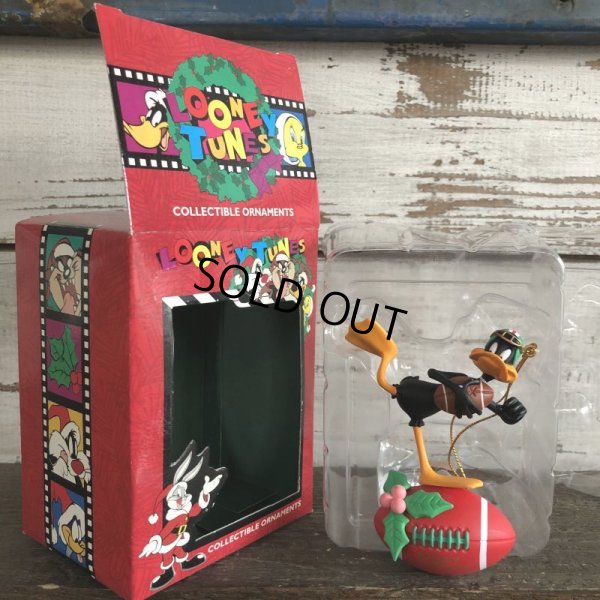 LOONEY
TUNES
COLLECTIBLE ORNAMENTS
LOONEY TUNES
SOLD OUT
COLLECTIBLE ORNAMENTS